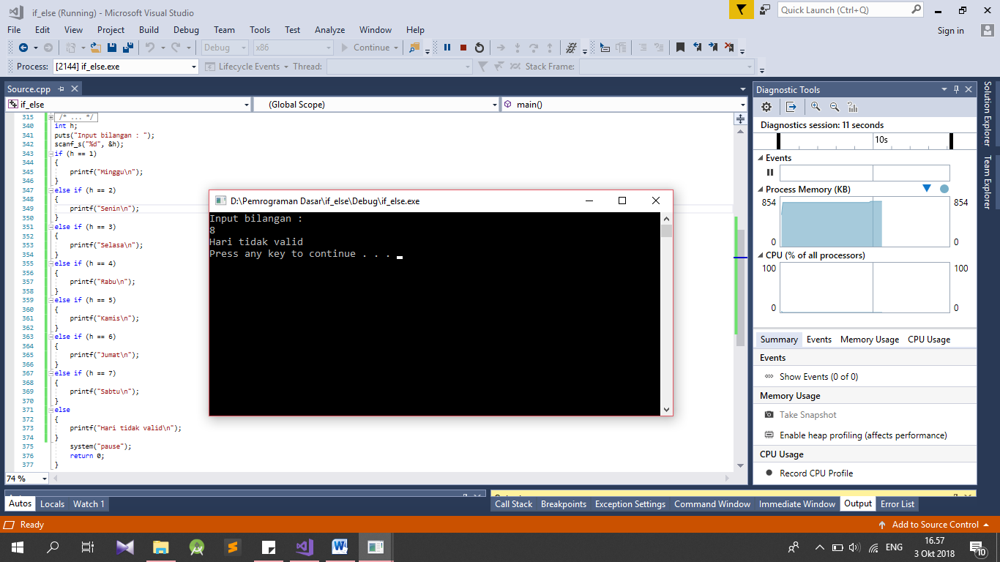 if_else (Running) - Microsoft Visual Studio
Quick Launch (Ctrl+Q)
File Edit View Project Build Debug Team Tools Test Analyze Window Help
Sign in
Debug x86 Continue
Process: [2144] if_else.exe Lifecycle Events Thread: Stack Frame:
Source.cpp
if_else (Global Scope) main()
315 /* ... */
340 int h;
341 puts("Input bilangan : ");
342 scanf_s("%d", &h);
343 if (h == 1)
344 {
345 printf("Minggu\n");
346 }
347 else if (h == 2)
348 {
349 printf("Senin\n");
350 }
351 else if (h == 3)
352 {
353 printf("Selasa\n");
354 }
355 else if (h == 4)
356 {
357 printf("Rabu\n");
358 }
359 else if (h == 5)
360 {
361 printf("Kamis\n");
362 }
363 else if (h == 6)
364 {
365 printf("Jumat\n");
366 }
367 else if (h == 7)
368 {
369 printf("Sabtu\n");
370 }
371 else
372 {
373 printf("Hari tidak valid\n");
374 }
375 system("pause");
376 return 0;
377 }
74 %
D:\Pemrograman Dasar\if_else\Debug\if_else.exe
Input bilangan :
8
Hari tidak valid
Press any key to continue . . .
Diagnostic Tools
Diagnostics session: 11 seconds
10s
Events
Process Memory (KB)
854 854
0 0
CPU (% of all processors)
100 100
0 0
Summary Events Memory Usage CPU Usage
Events
Show Events (0 of 0)
Memory Usage
Take Snapshot
Enable heap profiling (affects performance)
CPU Usage
Record CPU Profile
Solution Explorer
Team Explorer
Autos Locals Watch 1
Call Stack Breakpoints Exception Settings Command Window Immediate Window Output Error List
Ready
Add to Source Control
ENG
16.57
3 Okt 2018
10